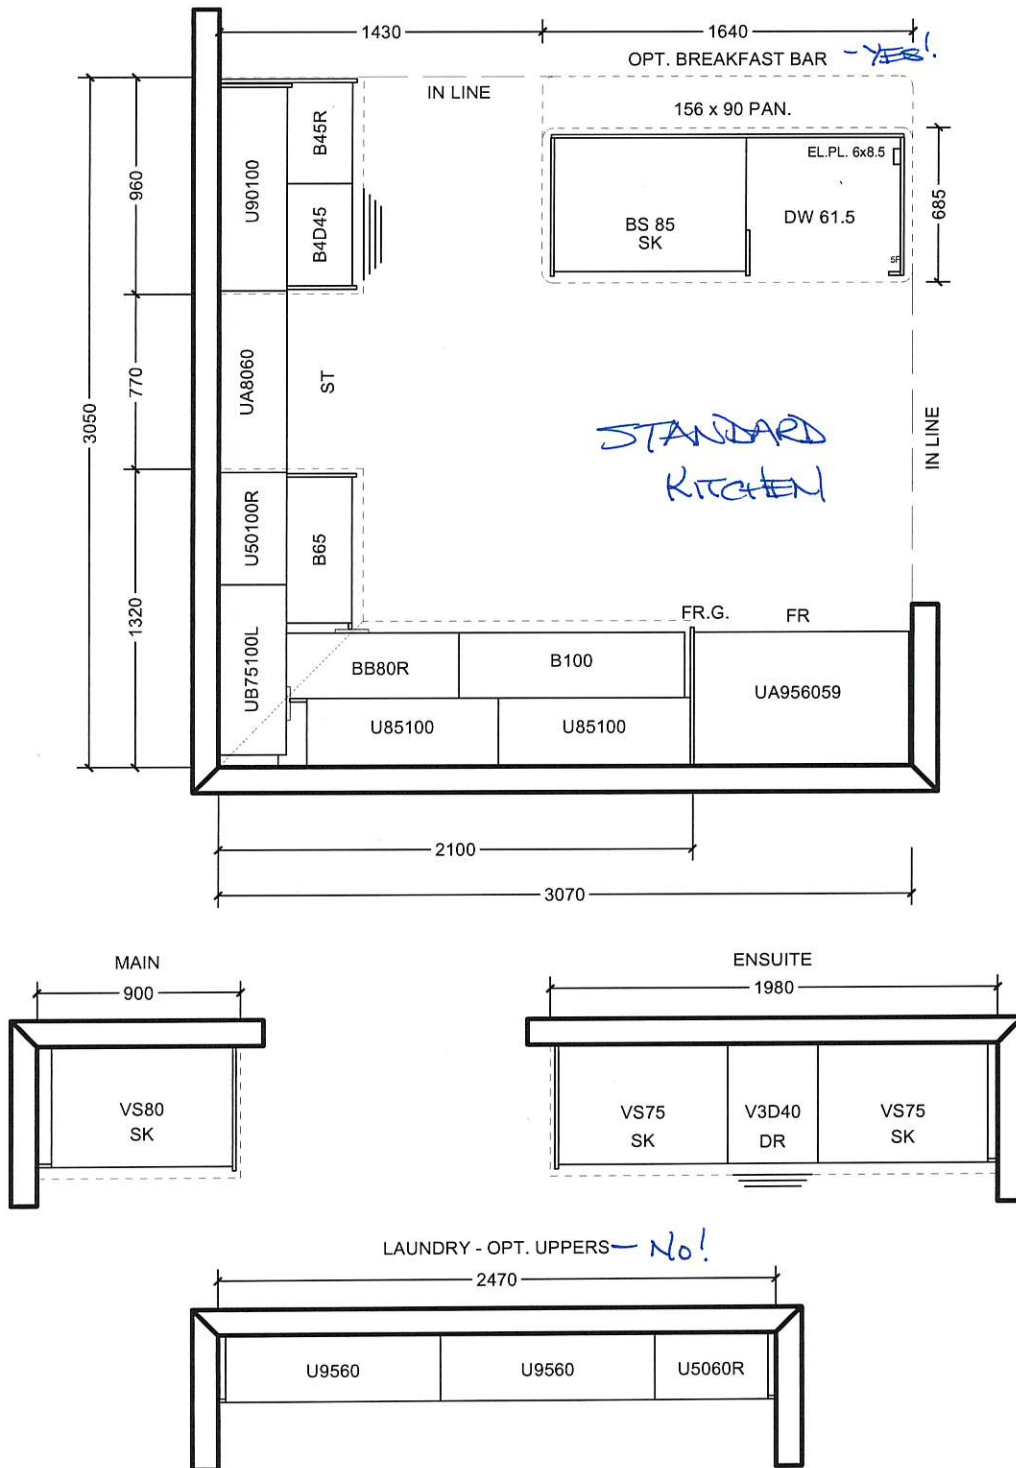 1430
1640
OPT. BREAKFAST BAR - YES!
IN LINE
156 x 90 PAN.
EL.PL. 6x8.5
B45R
U90100
960
685
BS 85
SK
DW 61.5
B4D45
SF
3050
770
UA8060
ST
STANDARD
KITCHEN
IN LINE
U50100R
B65
1320
FR.G.
FR
UB75100L
BB80R
B100
UA956059
U85100
U85100
2100
3070
MAIN
900
VS80
SK
ENSUITE
1980
VS75
SK
V3D40
DR
VS75
SK
LAUNDRY - OPT. UPPERS - No!
2470
U9560
U9560
U5060R